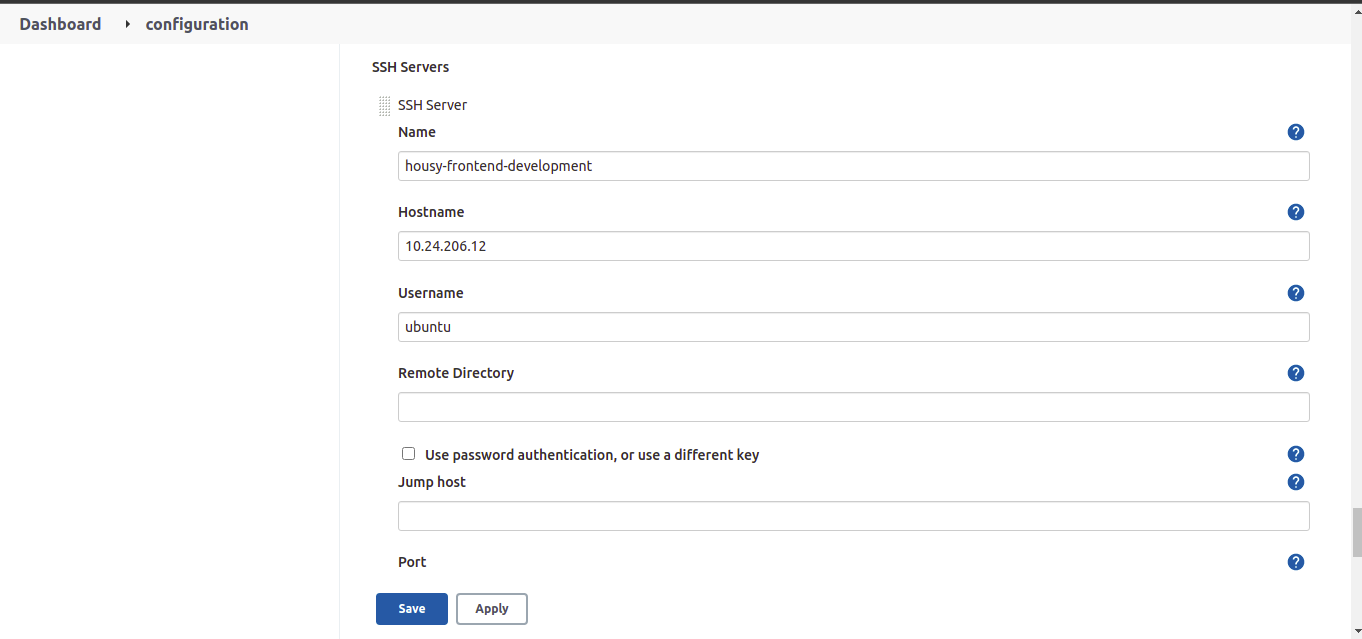 Dashboard configuration
SSH Servers
SSH Server
Name
?
housy-frontend-development
Hostname
?
10.24.206.12
Username
?
ubuntu
Remote Directory
?
Use password authentication, or use a different key
?
Jump host
?
Port
?
Save Apply